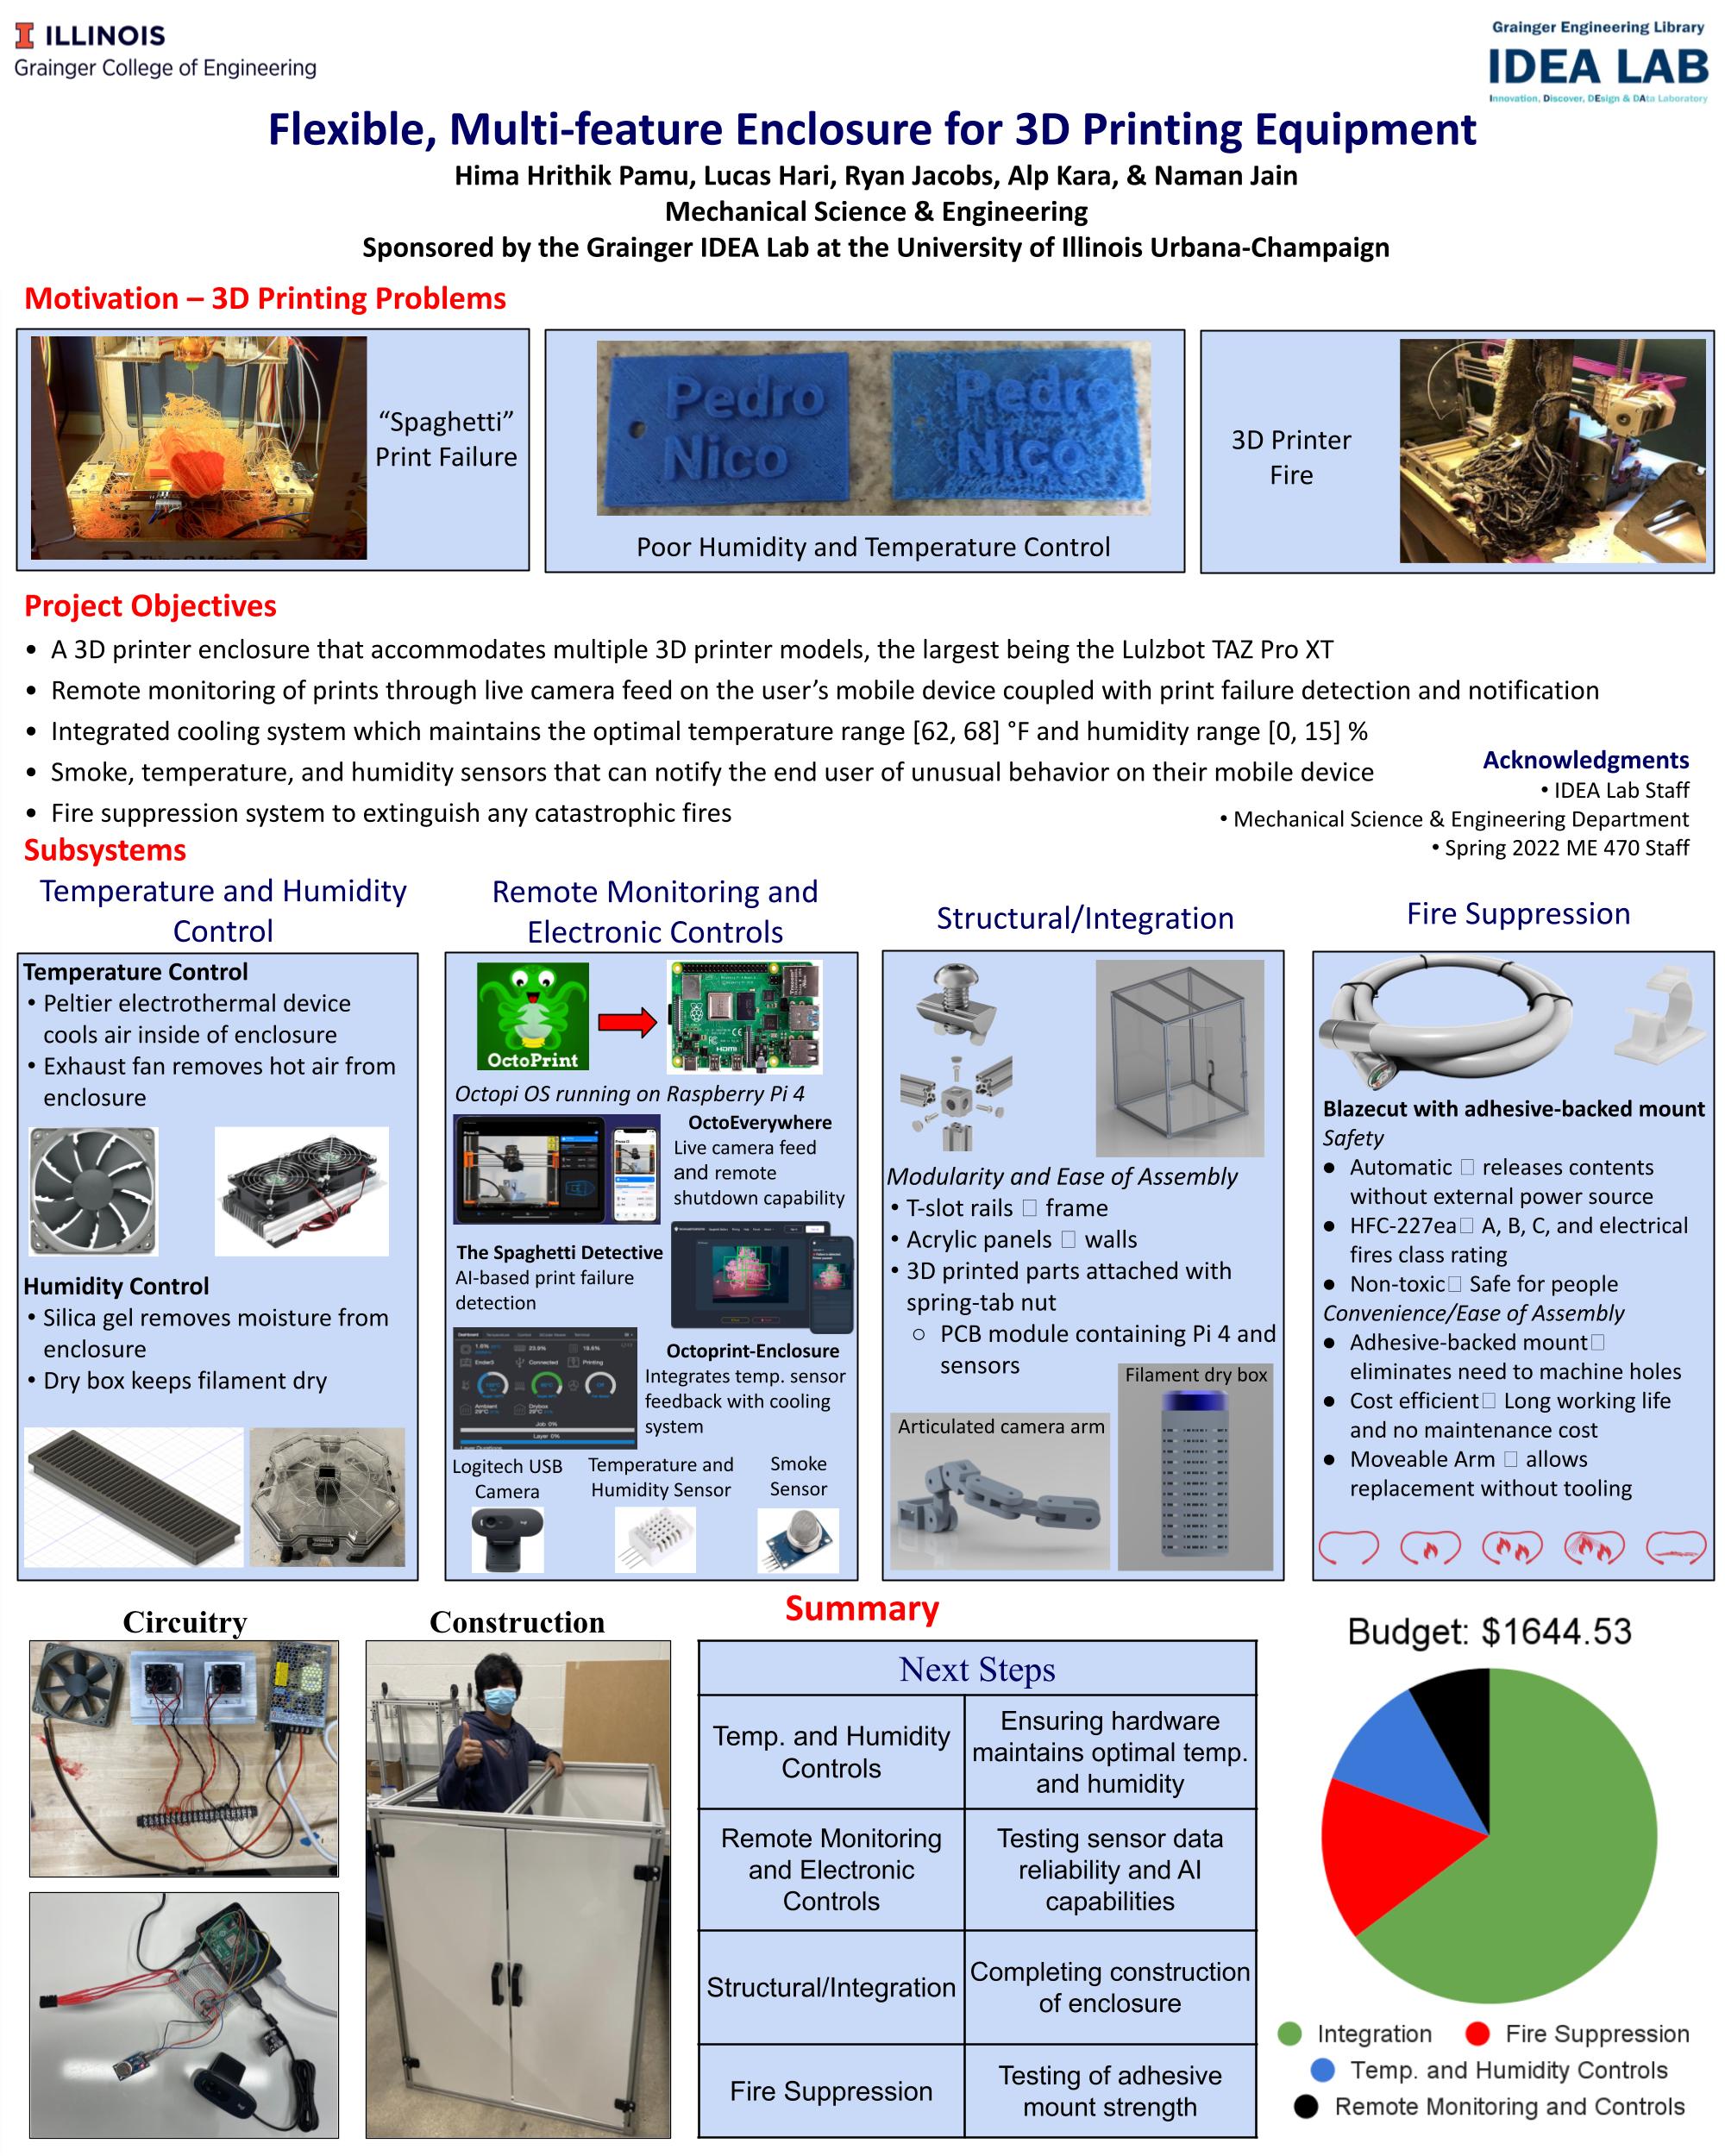 ILLINOIS
Grainger College of Engineering
Grainger Engineering Library
IDEA LAB
Innovation, Discover, DEsign & DAta Laboratory
Flexible, Multi-feature Enclosure for 3D Printing Equipment
Hima Hrithik Pamu, Lucas Hari, Ryan Jacobs, Alp Kara, & Naman Jain
Mechanical Science & Engineering
Sponsored by the Grainger IDEA Lab at the University of Illinois Urbana-Champaign
Motivation – 3D Printing Problems
“Spaghetti”
Print Failure
Pedro
Nico
Pedro
Nico
Poor Humidity and Temperature Control
3D Printer
Fire
Project Objectives
• A 3D printer enclosure that accommodates multiple 3D printer models, the largest being the Lulzbot TAZ Pro XT
• Remote monitoring of prints through live camera feed on the user’s mobile device coupled with print failure detection and notification
• Integrated cooling system which maintains the optimal temperature range [62, 68] °F and humidity range [0, 15] %
• Smoke, temperature, and humidity sensors that can notify the end user of unusual behavior on their mobile device
• Fire suppression system to extinguish any catastrophic fires
Acknowledgments
• IDEA Lab Staff
• Mechanical Science & Engineering Department
• Spring 2022 ME 470 Staff
Subsystems
Temperature and Humidity
Control
Temperature Control
• Peltier electrothermal device
cools air inside of enclosure
• Exhaust fan removes hot air from
enclosure
Humidity Control
• Silica gel removes moisture from
enclosure
• Dry box keeps filament dry
Remote Monitoring and
Electronic Controls
OctoPrint
HDMI
Octopi OS running on Raspberry Pi 4
OctoEverywhere
Live camera feed
and remote
shutdown capability
The Spaghetti Detective
AI-based print failure
detection
Octoprint-Enclosure
Integrates temp. sensor
feedback with cooling
system
Ender3
Connected
Printing
Ambient
Drybox
Job 0%
Layer 0%
Logitech USB
Camera
Temperature and
Humidity Sensor
Smoke
Sensor
Structural/Integration
Modularity and Ease of Assembly
• T-slot rails □ frame
• Acrylic panels □ walls
• 3D printed parts attached with
spring-tab nut
○ PCB module containing Pi 4 and
sensors
Filament dry box
Articulated camera arm
Fire Suppression
Blazecut with adhesive-backed mount
Safety
● Automatic □ releases contents
without external power source
● HFC-227ea□ A, B, C, and electrical
fires class rating
● Non-toxic□ Safe for people
Convenience/Ease of Assembly
● Adhesive-backed mount□
eliminates need to machine holes
● Cost efficient□ Long working life
and no maintenance cost
● Moveable Arm □ allows
replacement without tooling
Circuitry
Construction
Summary
Next Steps
Temp. and Humidity
Controls
Ensuring hardware
maintains optimal temp.
and humidity
Remote Monitoring
and Electronic
Controls
Testing sensor data
reliability and AI
capabilities
Structural/Integration
Completing construction
of enclosure
Fire Suppression
Testing of adhesive
mount strength
Budget: $1644.53
Integration
Fire Suppression
Temp. and Humidity Controls
Remote Monitoring and Controls